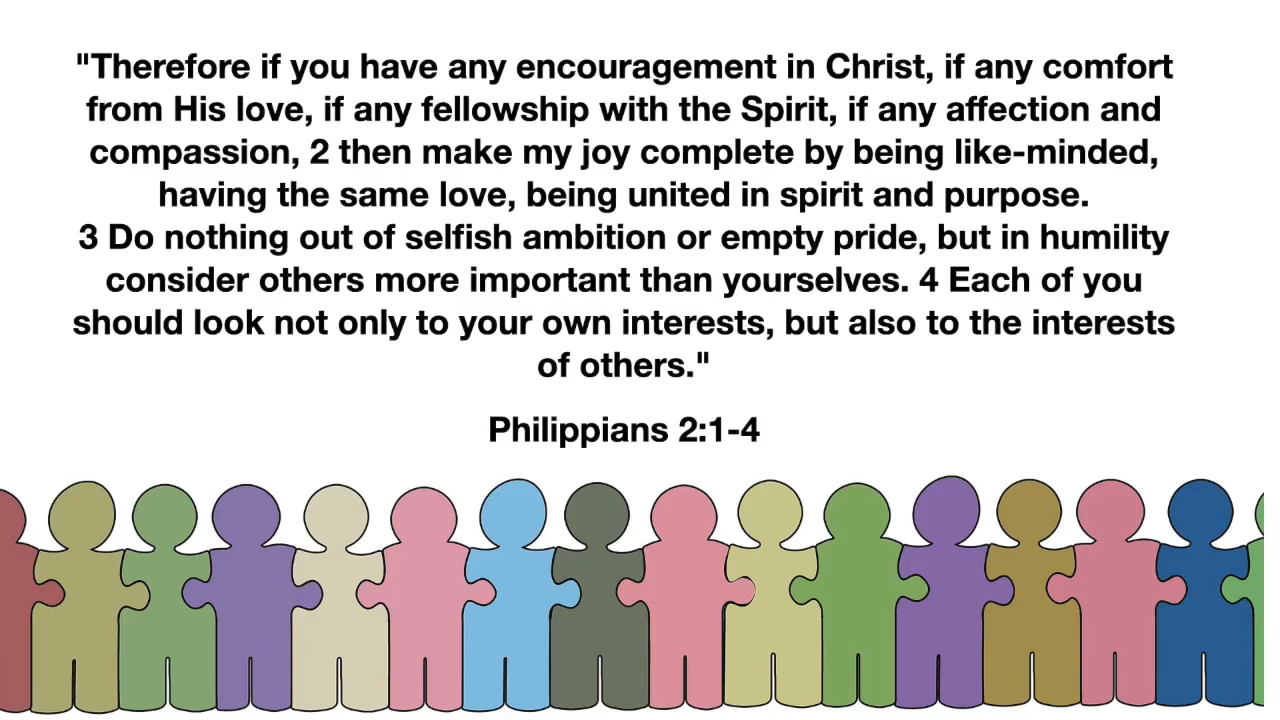 "Therefore if you have any encouragement in Christ, if any comfort
from His love, if any fellowship with the Spirit, if any affection and
compassion, 2 then make my joy complete by being like-minded,
having the same love, being united in spirit and purpose.
3 Do nothing out of selfish ambition or empty pride, but in humility
consider others more important than yourselves. 4 Each of you
should look not only to your own interests, but also to the interests
of others."
Philippians 2:1-4